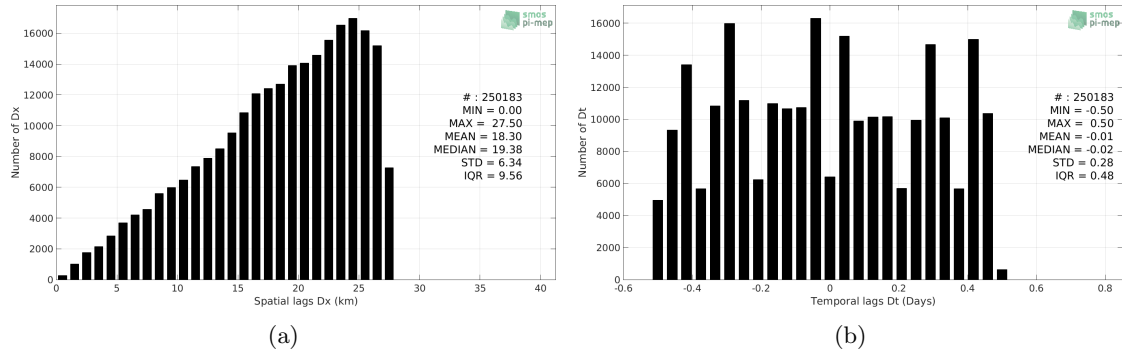 smos
pi-mep
16000
14000
12000
10000
8000
6000
4000
2000
0
Number of Dx
# : 250183
MIN = 0.00
MAX = 27.50
MEAN = 18.30
MEDIAN = 19.38
STD = 6.34
IQR = 9.56
0 5 10 15 20 25 30 35 40
Spatial lags Dx (km)
(a)
smos
pi-mep
16000
14000
12000
10000
8000
6000
4000
2000
0
Number of Dt
# : 250183
MIN = -0.50
MAX = 0.50
MEAN = -0.01
MEDIAN = -0.02
STD = 0.28
IQR = 0.48
-0.6 -0.4 -0.2 0 0.2 0.4 0.6 0.8
Temporal lags Dt (Days)
(b)